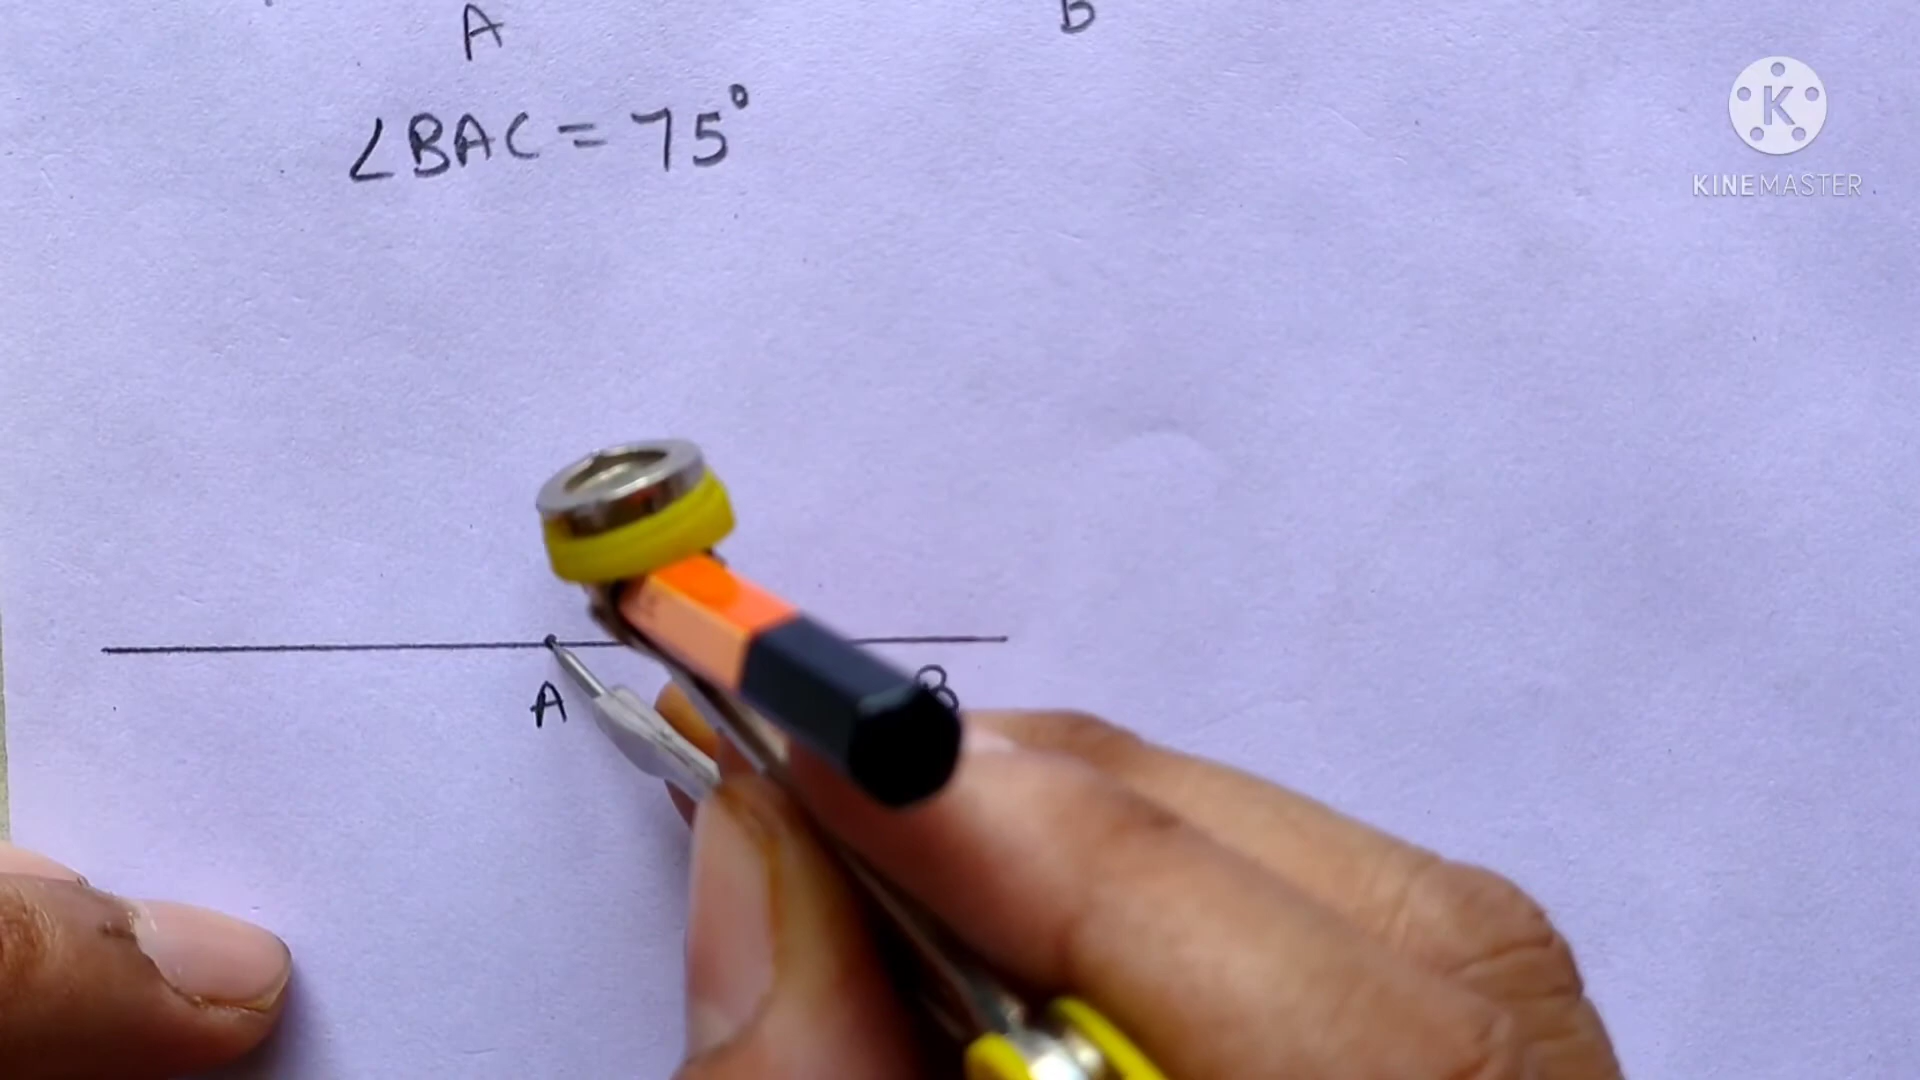 A B
∠BAC = 75°
K
KINEMASTER
A B